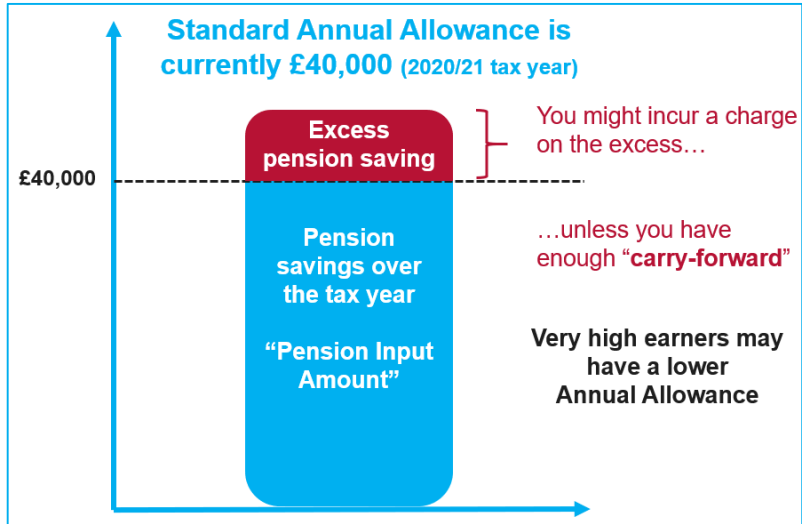 Standard Annual Allowance is
currently £40,000 (2020/21 tax year)
Excess
pension saving
You might incur a charge
on the excess…
£40,000
Pension
savings over
the tax year
“Pension Input
Amount”
…unless you have
enough “carry-forward”
Very high earners may
have a lower
Annual Allowance